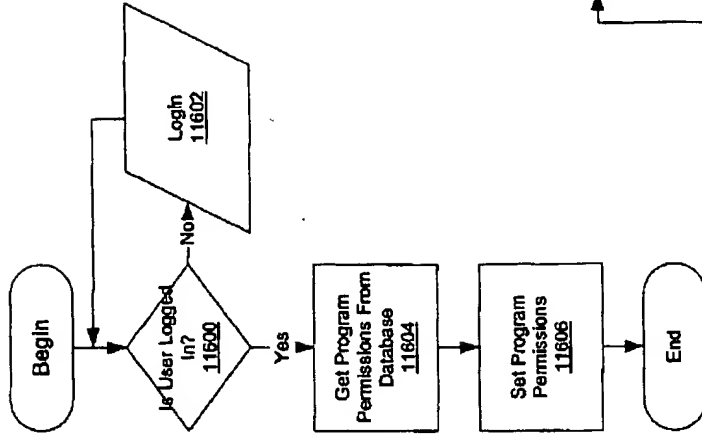 Begin
Is User Logged
In?
11600
Not
Login
11602
Yes
Get Program
Permissions From
Database
11604
Set Program
Permissions
11606
End